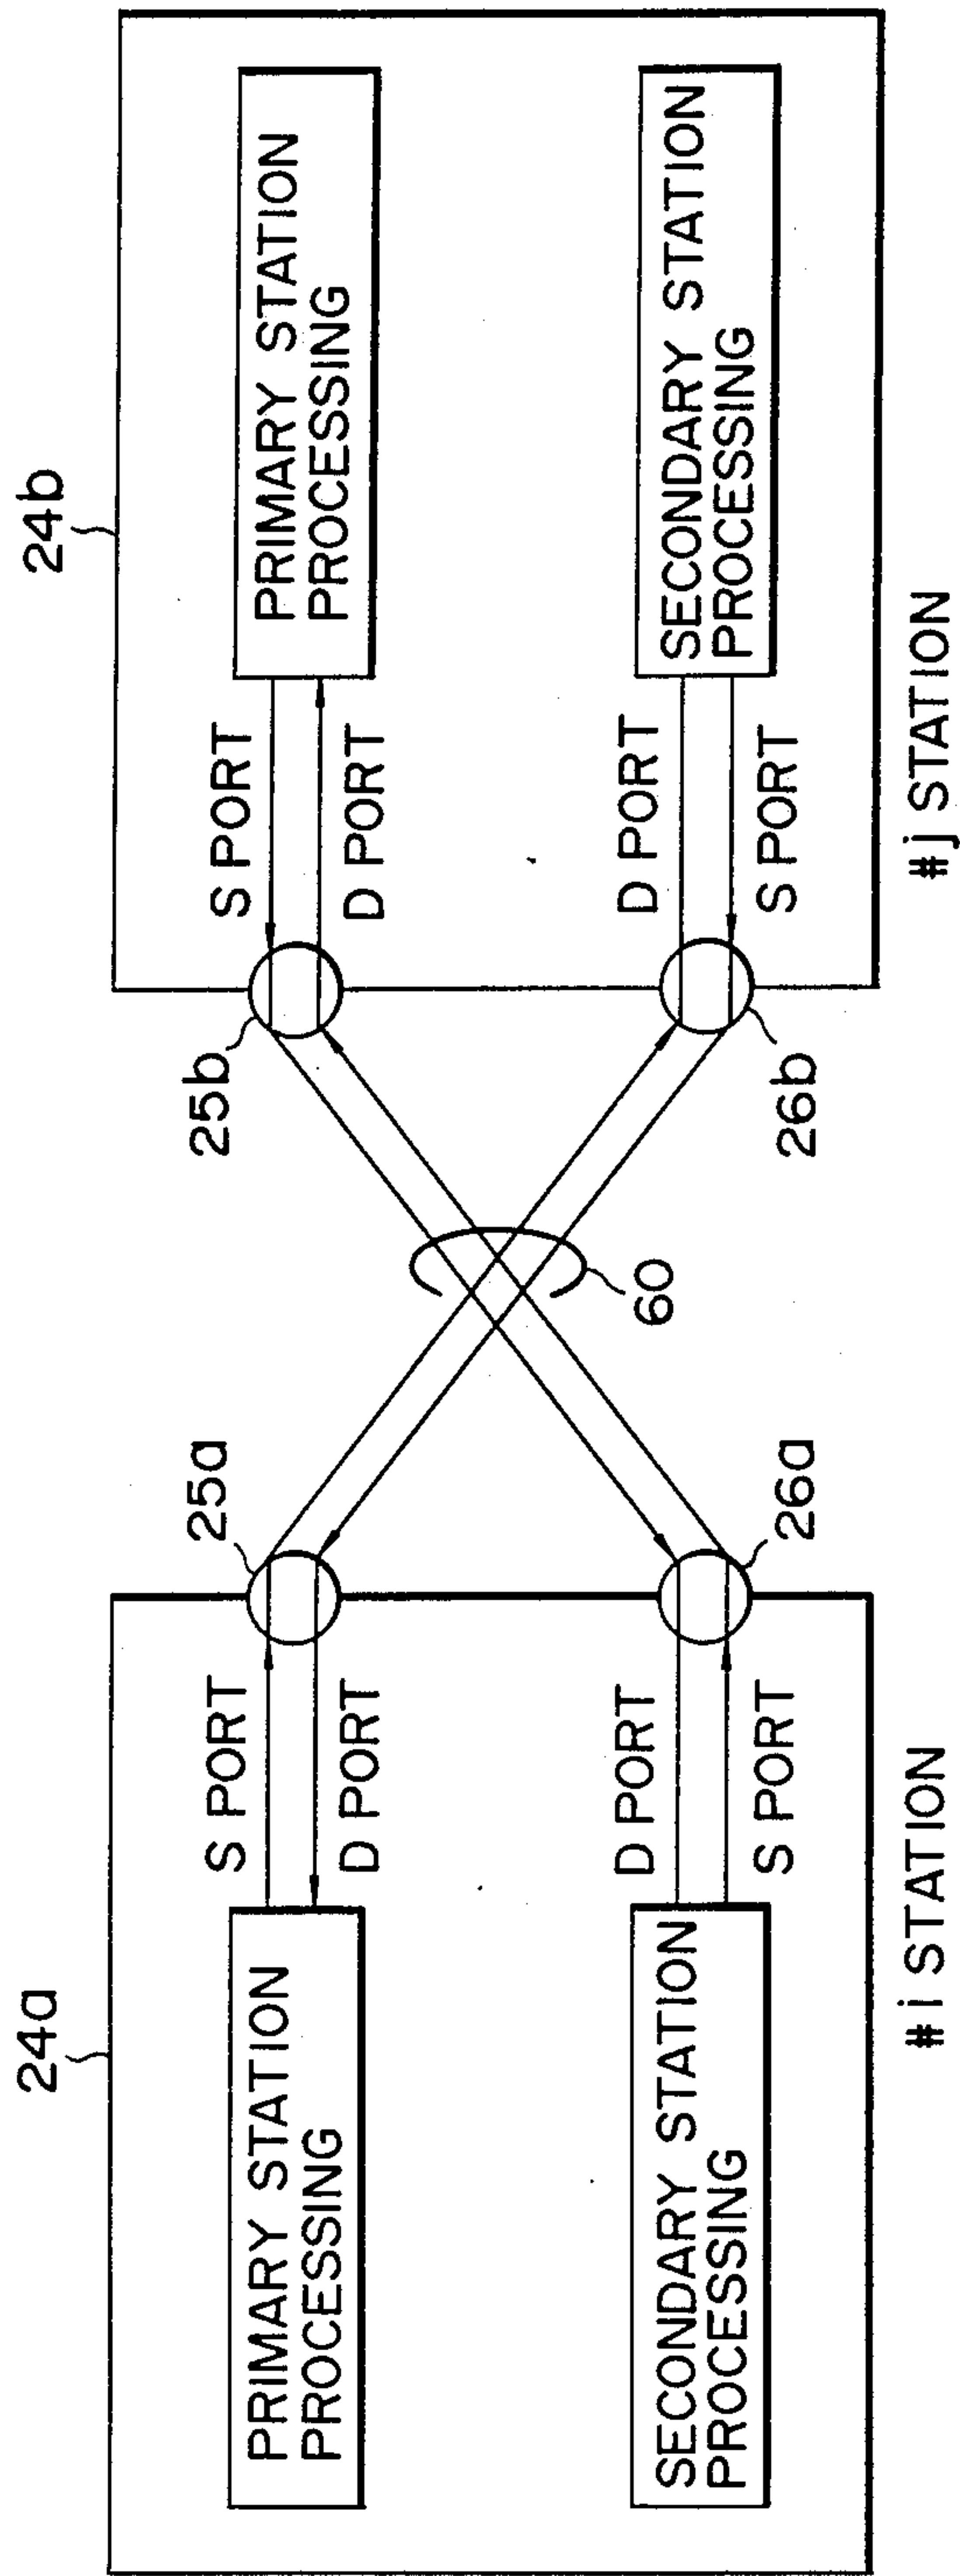 24a
24b
PRIMARY STATION
PROCESSING
S PORT
D PORT
25a
25b
S PORT
D PORT
PRIMARY STATION
PROCESSING
60
SECONDARY STATION
PROCESSING
D PORT
S PORT
26a
26b
D PORT
S PORT
SECONDARY STATION
PROCESSING
# i STATION
# j STATION